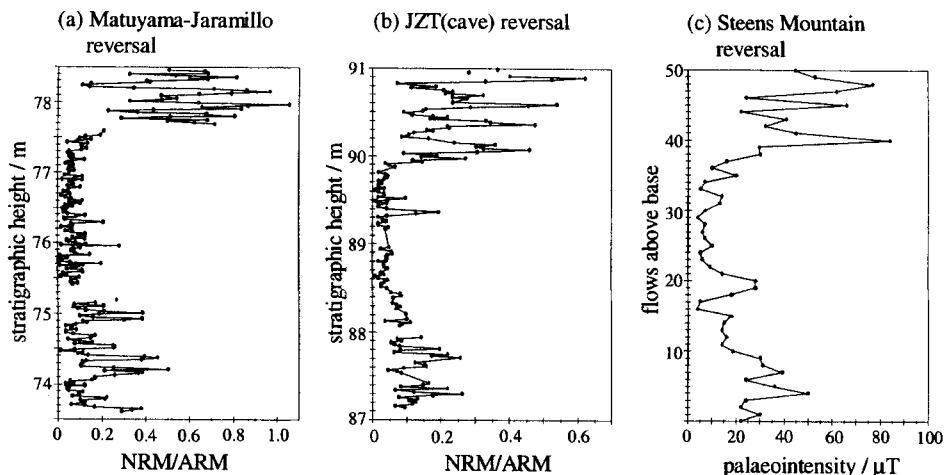 (a) Matuyama-Jaramillo
reversal
78
77
76
75
74
stratigraphic height / m
0 0.2 0.4 0.6 0.8 1.0
NRM/ARM
(b) JZT(cave) reversal
91
90
89
88
87
stratigraphic height / m
0 0.2 0.4 0.6
NRM/ARM
(c) Steens Mountain
reversal
50
40
30
20
10
flows above base
0 20 40 60 80 100
palaeointensity / μT